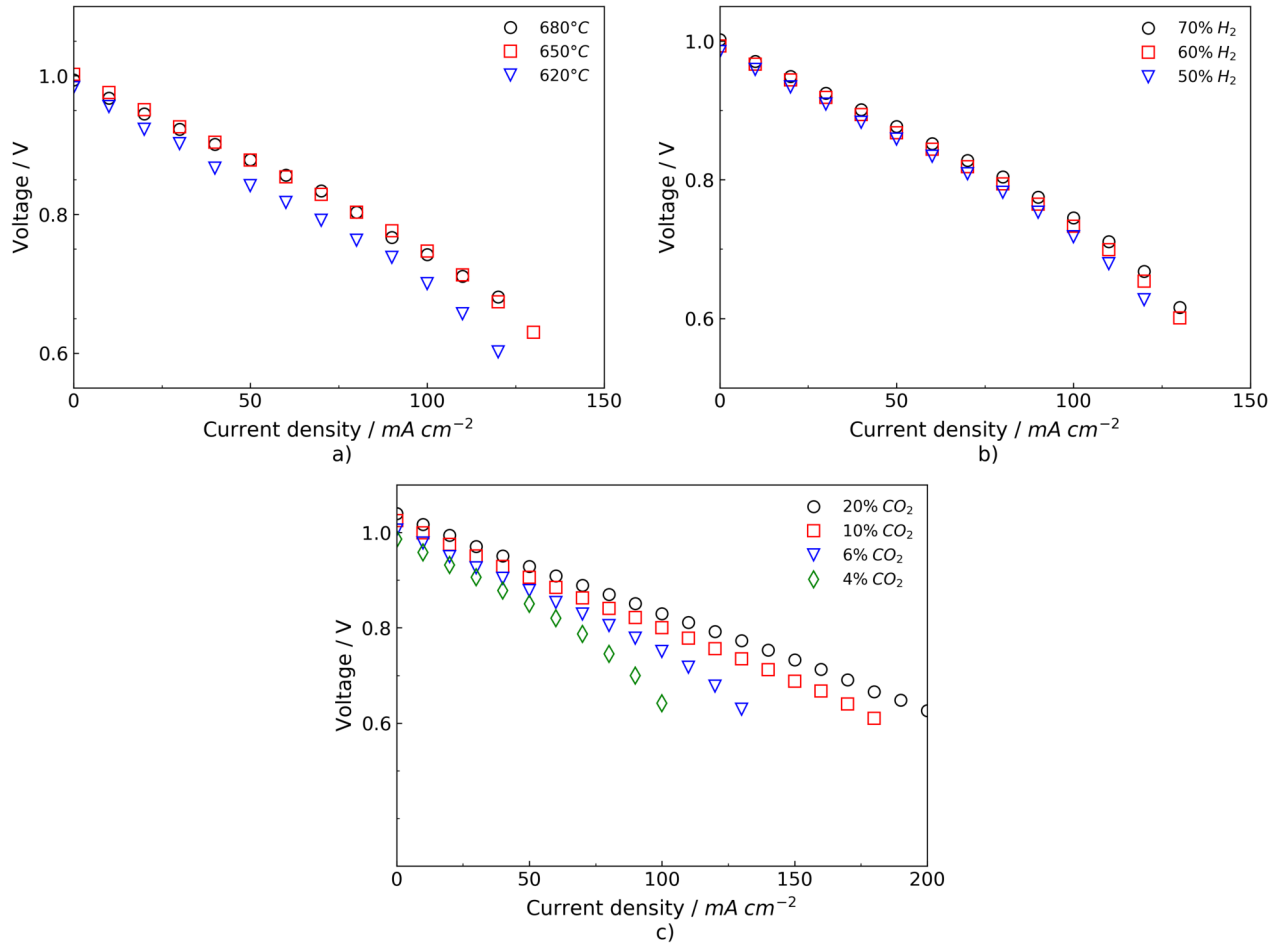 680°C
650°C
620°C
1.0
0.8
0.6
Voltage / V
0
50
100
150
Current density / mA cm⁻²
a)
70% H₂
60% H₂
50% H₂
1.0
0.8
0.6
Voltage / V
0
50
100
150
Current density / mA cm⁻²
b)
20% CO₂
10% CO₂
6% CO₂
4% CO₂
1.0
0.8
0.6
Voltage / V
0
50
100
150
200
Current density / mA cm⁻²
c)